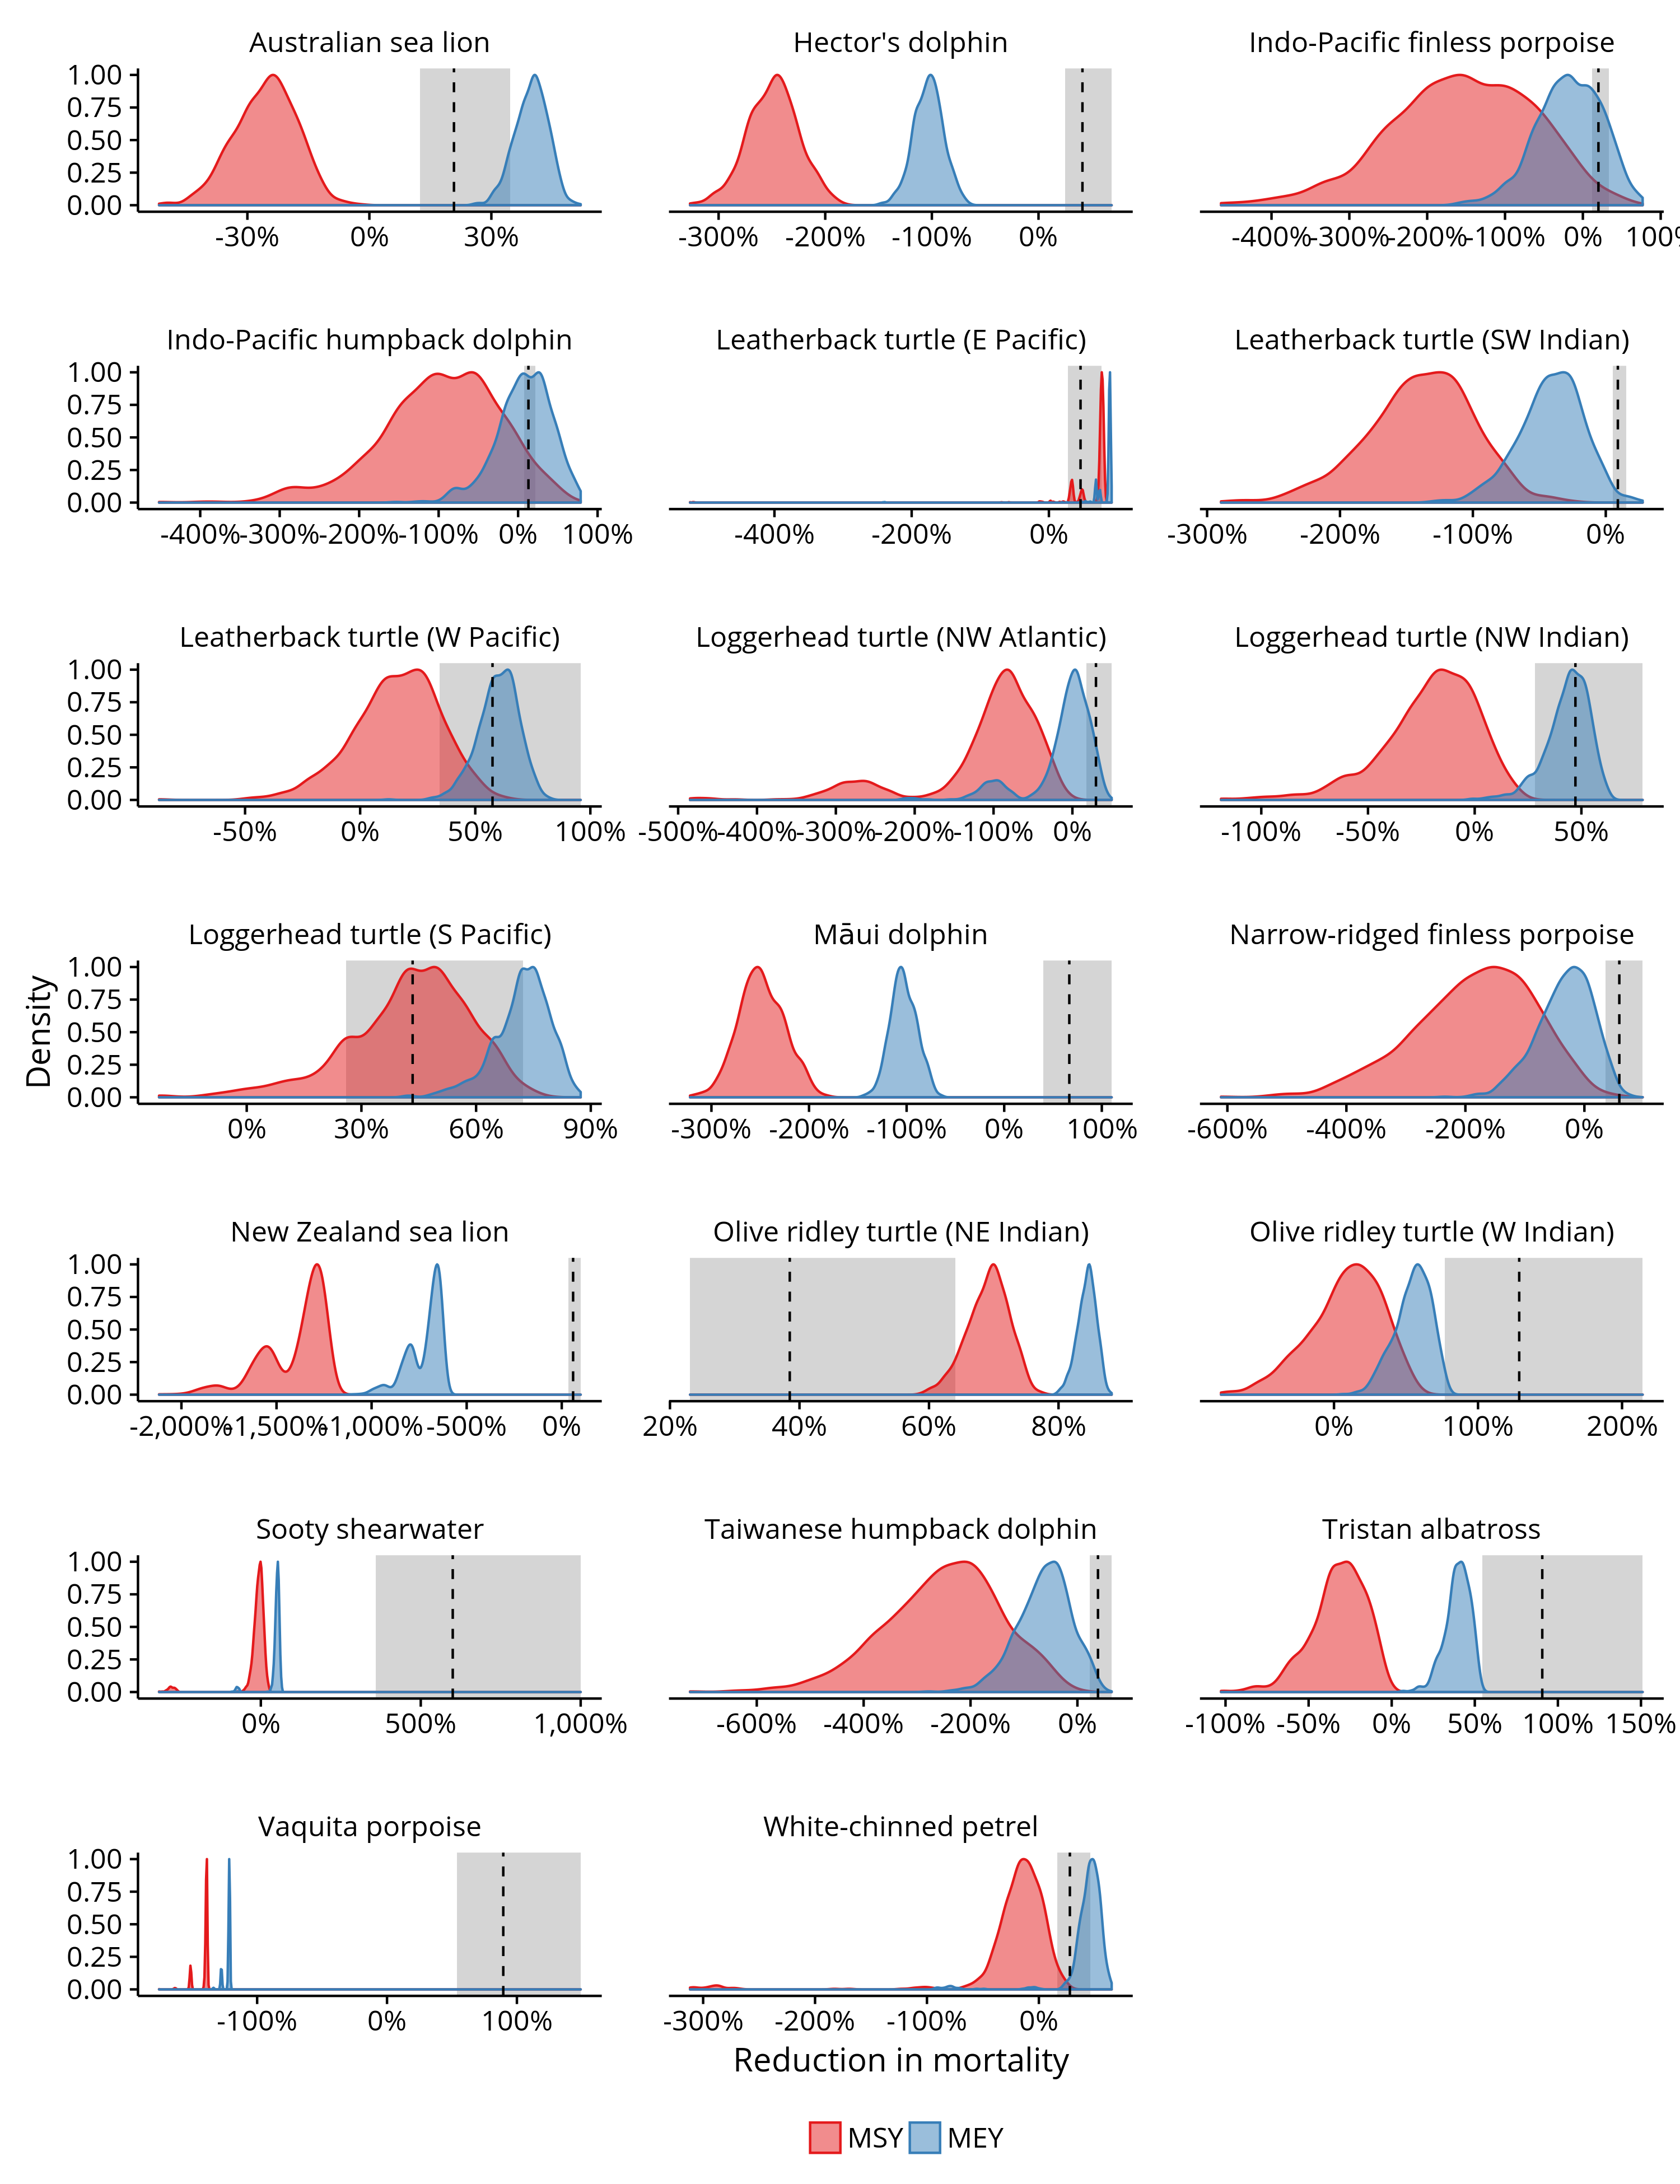 Australian sea lion
Hector's dolphin
Indo-Pacific finless porpoise
1.00
0.75
0.50
0.25
0.00
-30% 0% 30%
-300% -200% -100% 0%
-400% -300% -200% -100% 0% 100%
Indo-Pacific humpback dolphin
Leatherback turtle (E Pacific)
Leatherback turtle (SW Indian)
1.00
0.75
0.50
0.25
0.00
-400% -300% -200% -100% 0% 100%
-400% -200% 0%
-300% -200% -100% 0%
Leatherback turtle (W Pacific)
Loggerhead turtle (NW Atlantic)
Loggerhead turtle (NW Indian)
1.00
0.75
0.50
0.25
0.00
-50% 0% 50% 100%
-500% -400% -300% -200% -100% 0%
-100% -50% 0% 50%
Loggerhead turtle (S Pacific)
Māui dolphin
Narrow-ridged finless porpoise
Density
1.00
0.75
0.50
0.25
0.00
0% 30% 60% 90%
-300% -200% -100% 0% 100%
-600% -400% -200% 0%
New Zealand sea lion
Olive ridley turtle (NE Indian)
Olive ridley turtle (W Indian)
1.00
0.75
0.50
0.25
0.00
-2,000% -1,500% -1,000% -500% 0%
20% 40% 60% 80%
0% 100% 200%
Sooty shearwater
Taiwanese humpback dolphin
Tristan albatross
1.00
0.75
0.50
0.25
0.00
0% 500% 1,000%
-600% -400% -200% 0%
-100% -50% 0% 50% 100% 150%
Vaquita porpoise
White-chinned petrel
1.00
0.75
0.50
0.25
0.00
-100% 0% 100%
-300% -200% -100% 0%
Reduction in mortality
MSY MEY